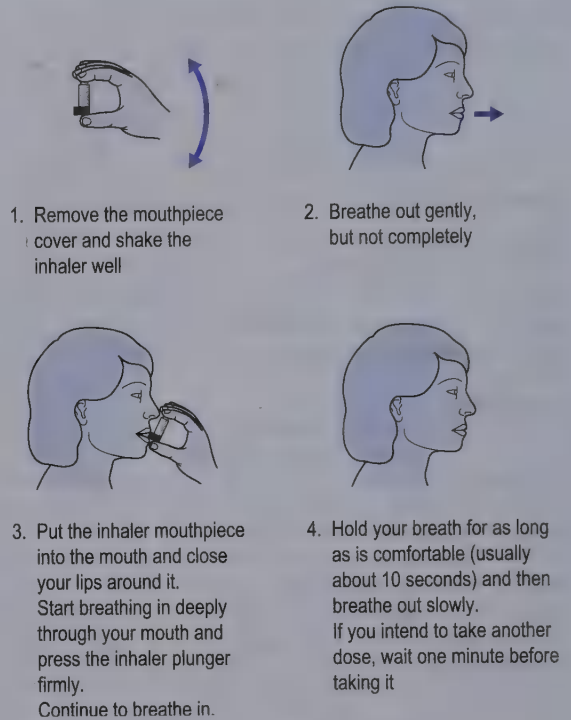 1. Remove the mouthpiece
cover and shake the
inhaler well
2. Breathe out gently,
but not completely
3. Put the inhaler mouthpiece
into the mouth and close
your lips around it.
Start breathing in deeply
through your mouth and
press the inhaler plunger
firmly.
Continue to breathe in.
4. Hold your breath for as long
as is comfortable (usually
about 10 seconds) and then
breathe out slowly.
If you intend to take another
dose, wait one minute before
taking it